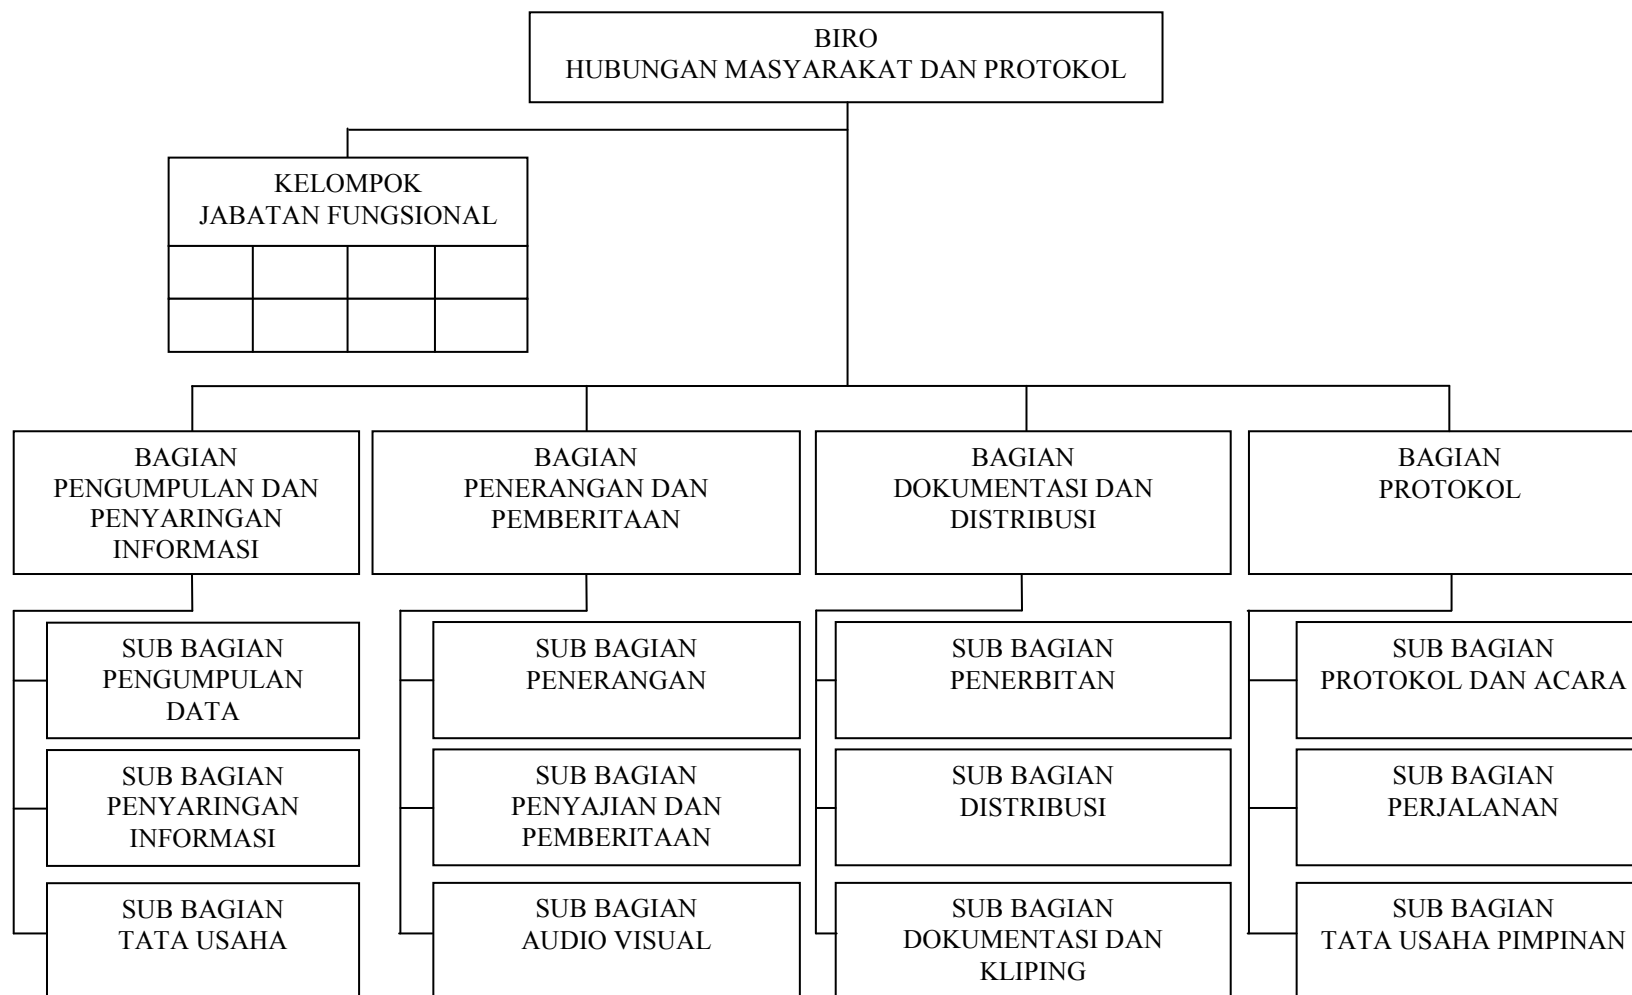 BIRO
HUBUNGAN MASYARAKAT DAN PROTOKOL
KELOMPOK
JABATAN FUNGSIONAL
BAGIAN
PENGUMPULAN DAN
PENYARINGAN
INFORMASI
BAGIAN
PENERANGAN DAN
PEMBERITAAN
BAGIAN
DOKUMENTASI DAN
DISTRIBUSI
BAGIAN
PROTOKOL
SUB BAGIAN
PENGUMPULAN
DATA
SUB BAGIAN
PENERANGAN
SUB BAGIAN
PENERBITAN
SUB BAGIAN
PROTOKOL DAN ACARA
SUB BAGIAN
PENYARINGAN
INFORMASI
SUB BAGIAN
PENYAJIAN DAN
PEMBERITAAN
SUB BAGIAN
DISTRIBUSI
SUB BAGIAN
PERJALANAN
SUB BAGIAN
TATA USAHA
SUB BAGIAN
AUDIO VISUAL
SUB BAGIAN
DOKUMENTASI DAN
KLIPING
SUB BAGIAN
TATA USAHA PIMPINAN